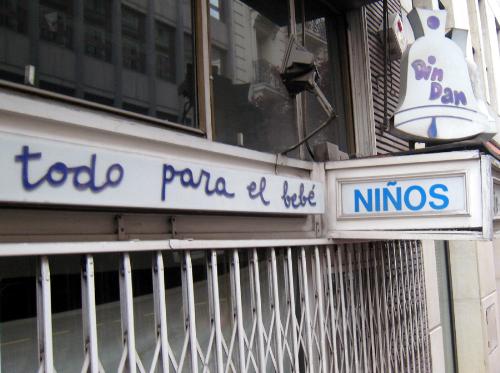 Din
Dan
todo para el bebé
NIÑOS